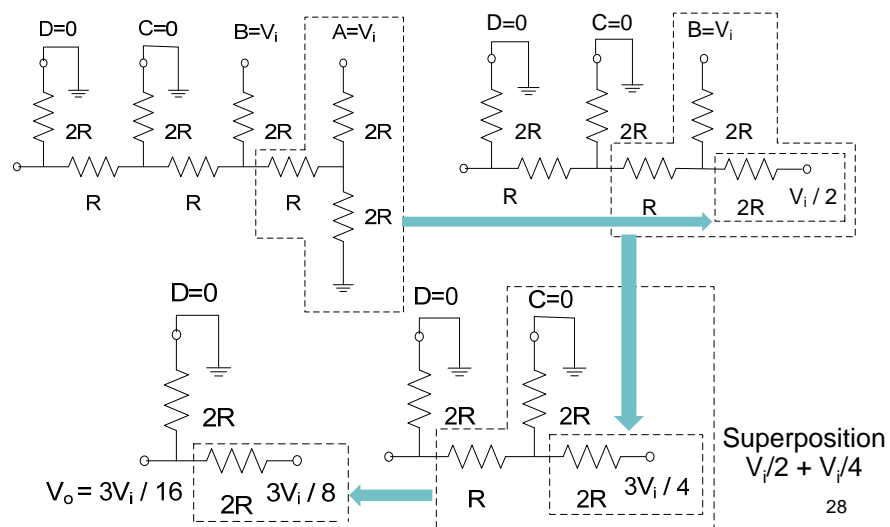 D=0 C=0 B=Vi A=Vi
2R 2R 2R 2R
R R R
2R
D=0 C=0 B=Vi
2R 2R 2R
R R 2R Vi / 2
D=0
2R
Vo = 3Vi / 16 2R 3Vi / 8
D=0 C=0
2R 2R
R 2R 3Vi / 4
Superposition
Vi/2 + Vi/4
28